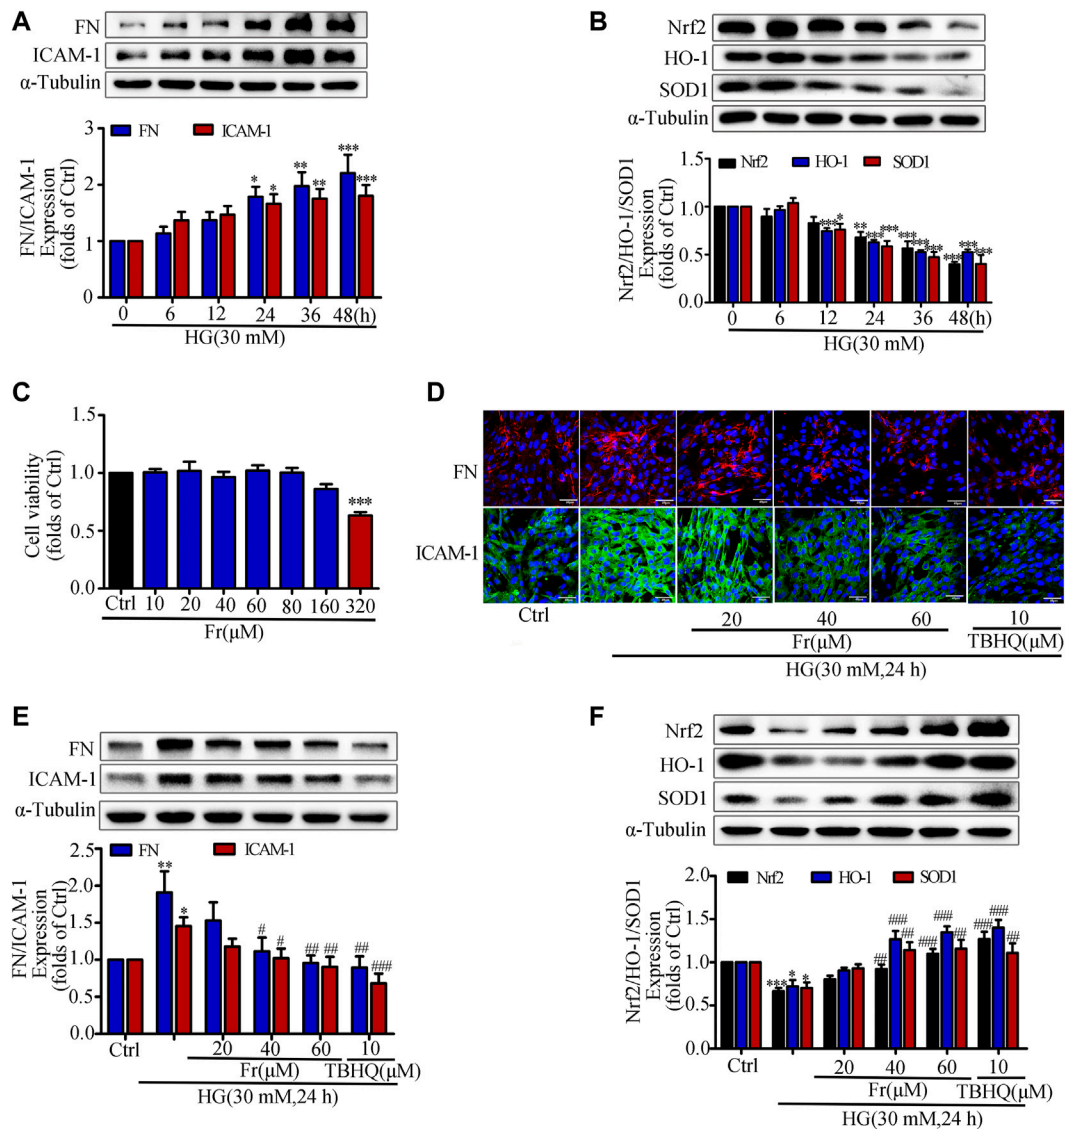 A
FN
ICAM-1
α-Tubulin
FN ICAM-1
FN/ICAM-1
Expression
(folds of Ctrl)
3
2
1
0
* * ** ** *** ***
0 6 12 24 36 48(h)
HG(30 mM)
B
Nrf2
HO-1
SOD1
α-Tubulin
Nrf2 HO-1 SOD1
Nrf2/HO-1/SOD1
Expression
(folds of Ctrl)
1.5
1.0
0.5
0.0
*** * ** *** *** *** *** *** *** *** ***
0 6 12 24 36 48(h)
HG(30 mM)
C
Cell viability
(folds of Ctrl)
1.5
1.0
0.5
0.0
***
Ctrl 10 20 40 60 80 160 320
Fr(μM)
D
FN
ICAM-1
Ctrl 20 40 60 10
Fr(μM) TBHQ(μM)
HG(30 mM,24 h)
E
FN
ICAM-1
α-Tubulin
FN ICAM-1
FN/ICAM-1
Expression
(folds of Ctrl)
2.5
2.0
1.5
1.0
0.5
0.0
** * # # ## ## ## ###
Ctrl 20 40 60 10
Fr(μM) TBHQ(μM)
HG(30 mM,24 h)
F
Nrf2
HO-1
SOD1
α-Tubulin
Nrf2 HO-1 SOD1
Nrf2/HO-1/SOD1
Expression
(folds of Ctrl)
2.0
1.5
1.0
0.5
0.0
*** * * ## ### ## ### ### ## ### ### ##
Ctrl 20 40 60 10
Fr(μM) TBHQ(μM)
HG(30 mM,24 h)